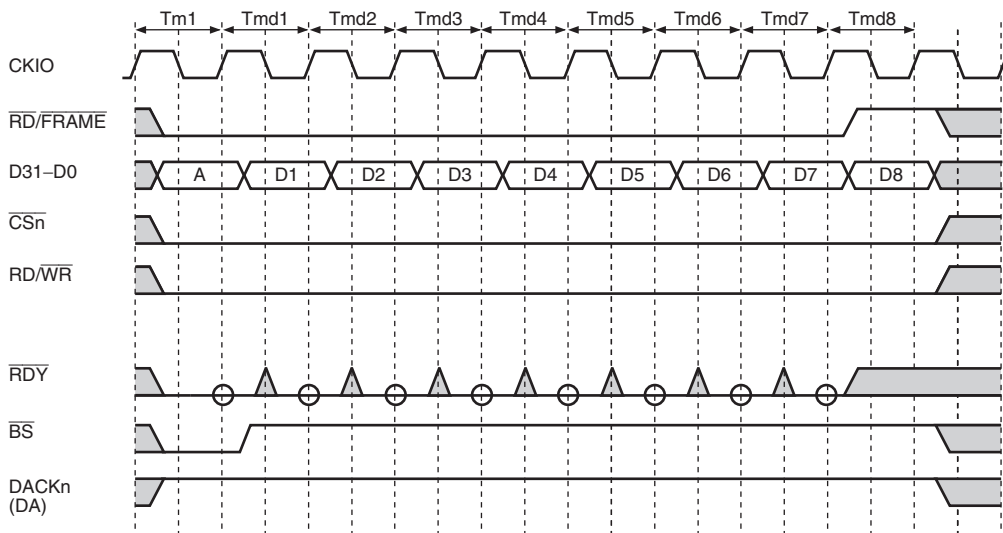 Tm1 Tmd1 Tmd2 Tmd3 Tmd4 Tmd5 Tmd6 Tmd7 Tmd8
CKIO
RD/FRAME
D31–D0 A D1 D2 D3 D4 D5 D6 D7 D8
CSn
RD/WR
RDY
BS
DACKn
(DA)